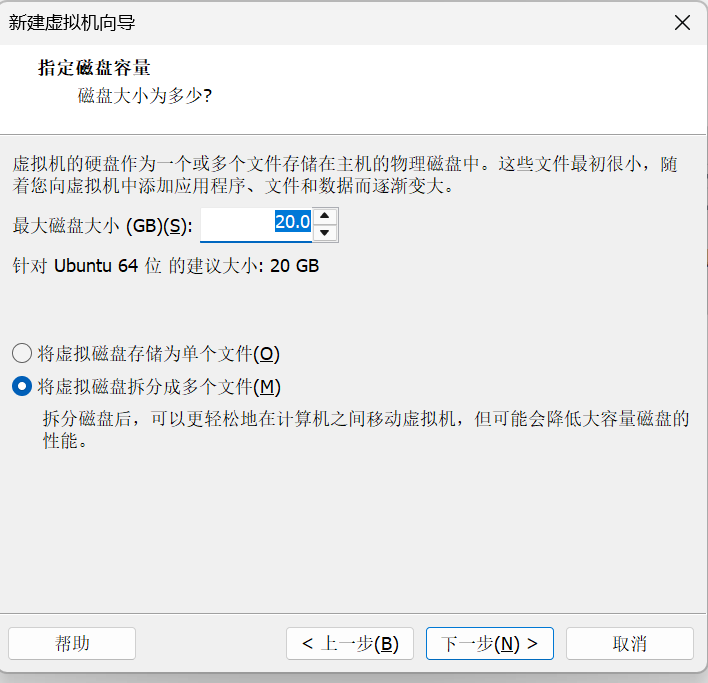 新建虚拟机向导
指定磁盘容量
磁盘大小为多少?
虚拟机的硬盘作为一个或多个文件存储在主机的物理磁盘中。这些文件最初很小，随
着您向虚拟机中添加应用程序、文件和数据而逐渐变大。
最大磁盘大小 (GB)(S): 20.0
针对 Ubuntu 64 位 的建议大小: 20 GB
将虚拟磁盘存储为单个文件(O)
将虚拟磁盘拆分成多个文件(M)
拆分磁盘后，可以更轻松地在计算机之间移动虚拟机，但可能会降低大容量磁盘的
性能。
帮助 < 上一步(B) 下一步(N) > 取消